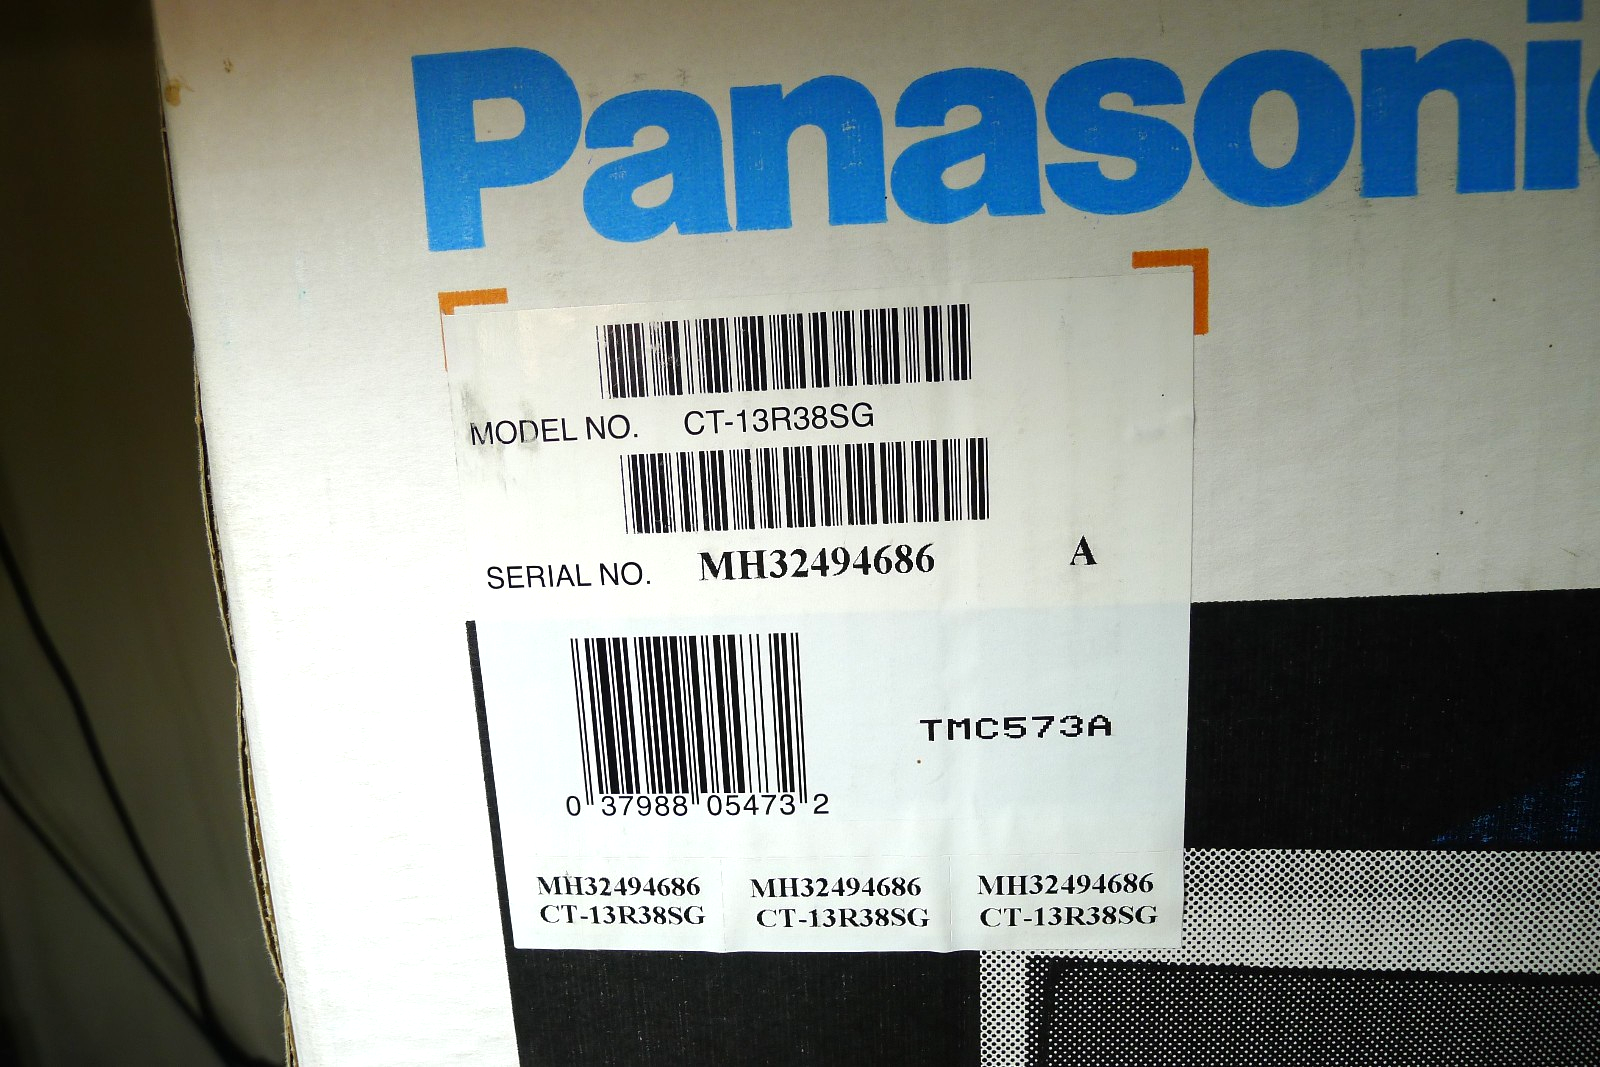 Panasonic
MODEL NO. CT-13R38SG
SERIAL NO. MH32494686 A
TMC573A
0 37988 05473 2
MH32494686 MH32494686 MH32494686
CT-13R38SG CT-13R38SG CT-13R38SG